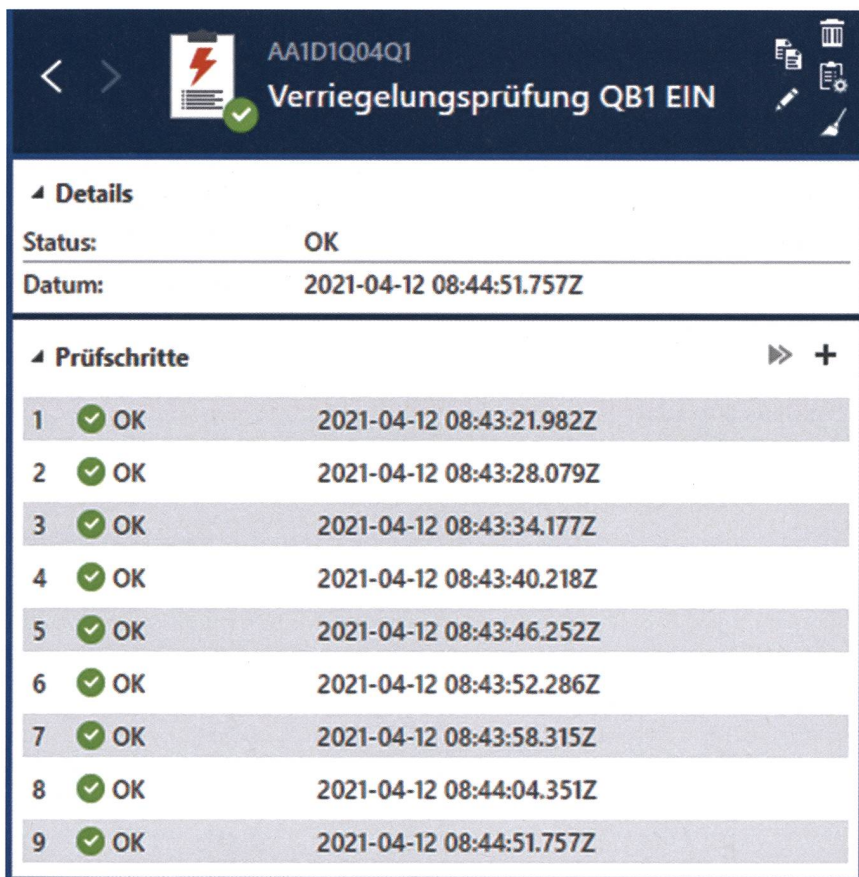 AA1D1Q04Q1
Verriegelungsprüfung QB1 EIN
Details
Status: OK
Datum: 2021-04-12 08:44:51.757Z
Prüfschritte
1 OK 2021-04-12 08:43:21.982Z
2 OK 2021-04-12 08:43:28.079Z
3 OK 2021-04-12 08:43:34.177Z
4 OK 2021-04-12 08:43:40.218Z
5 OK 2021-04-12 08:43:46.252Z
6 OK 2021-04-12 08:43:52.286Z
7 OK 2021-04-12 08:43:58.315Z
8 OK 2021-04-12 08:44:04.351Z
9 OK 2021-04-12 08:44:51.757Z